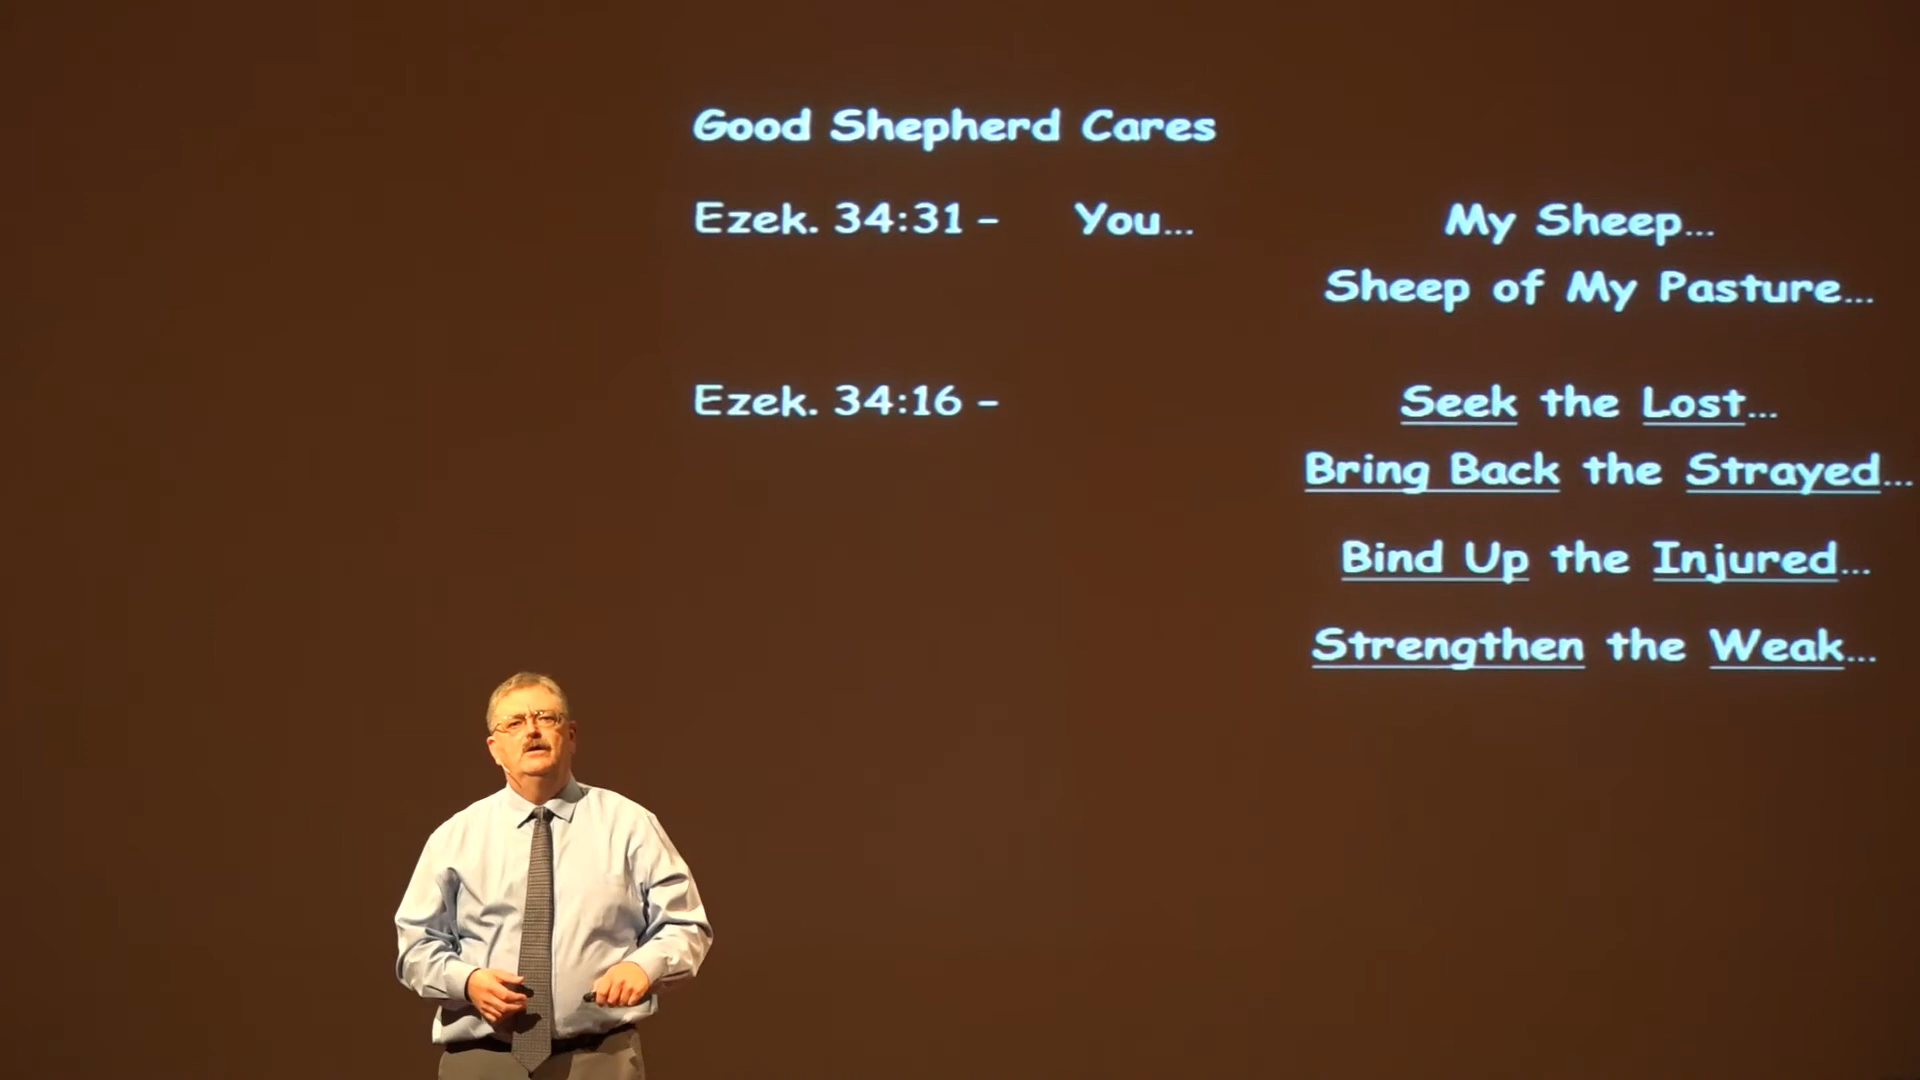 Good Shepherd Cares
Ezek. 34:31 – You... My Sheep...
Sheep of My Pasture...
Ezek. 34:16 – Seek the Lost...
Bring Back the Strayed...
Bind Up the Injured...
Strengthen the Weak...